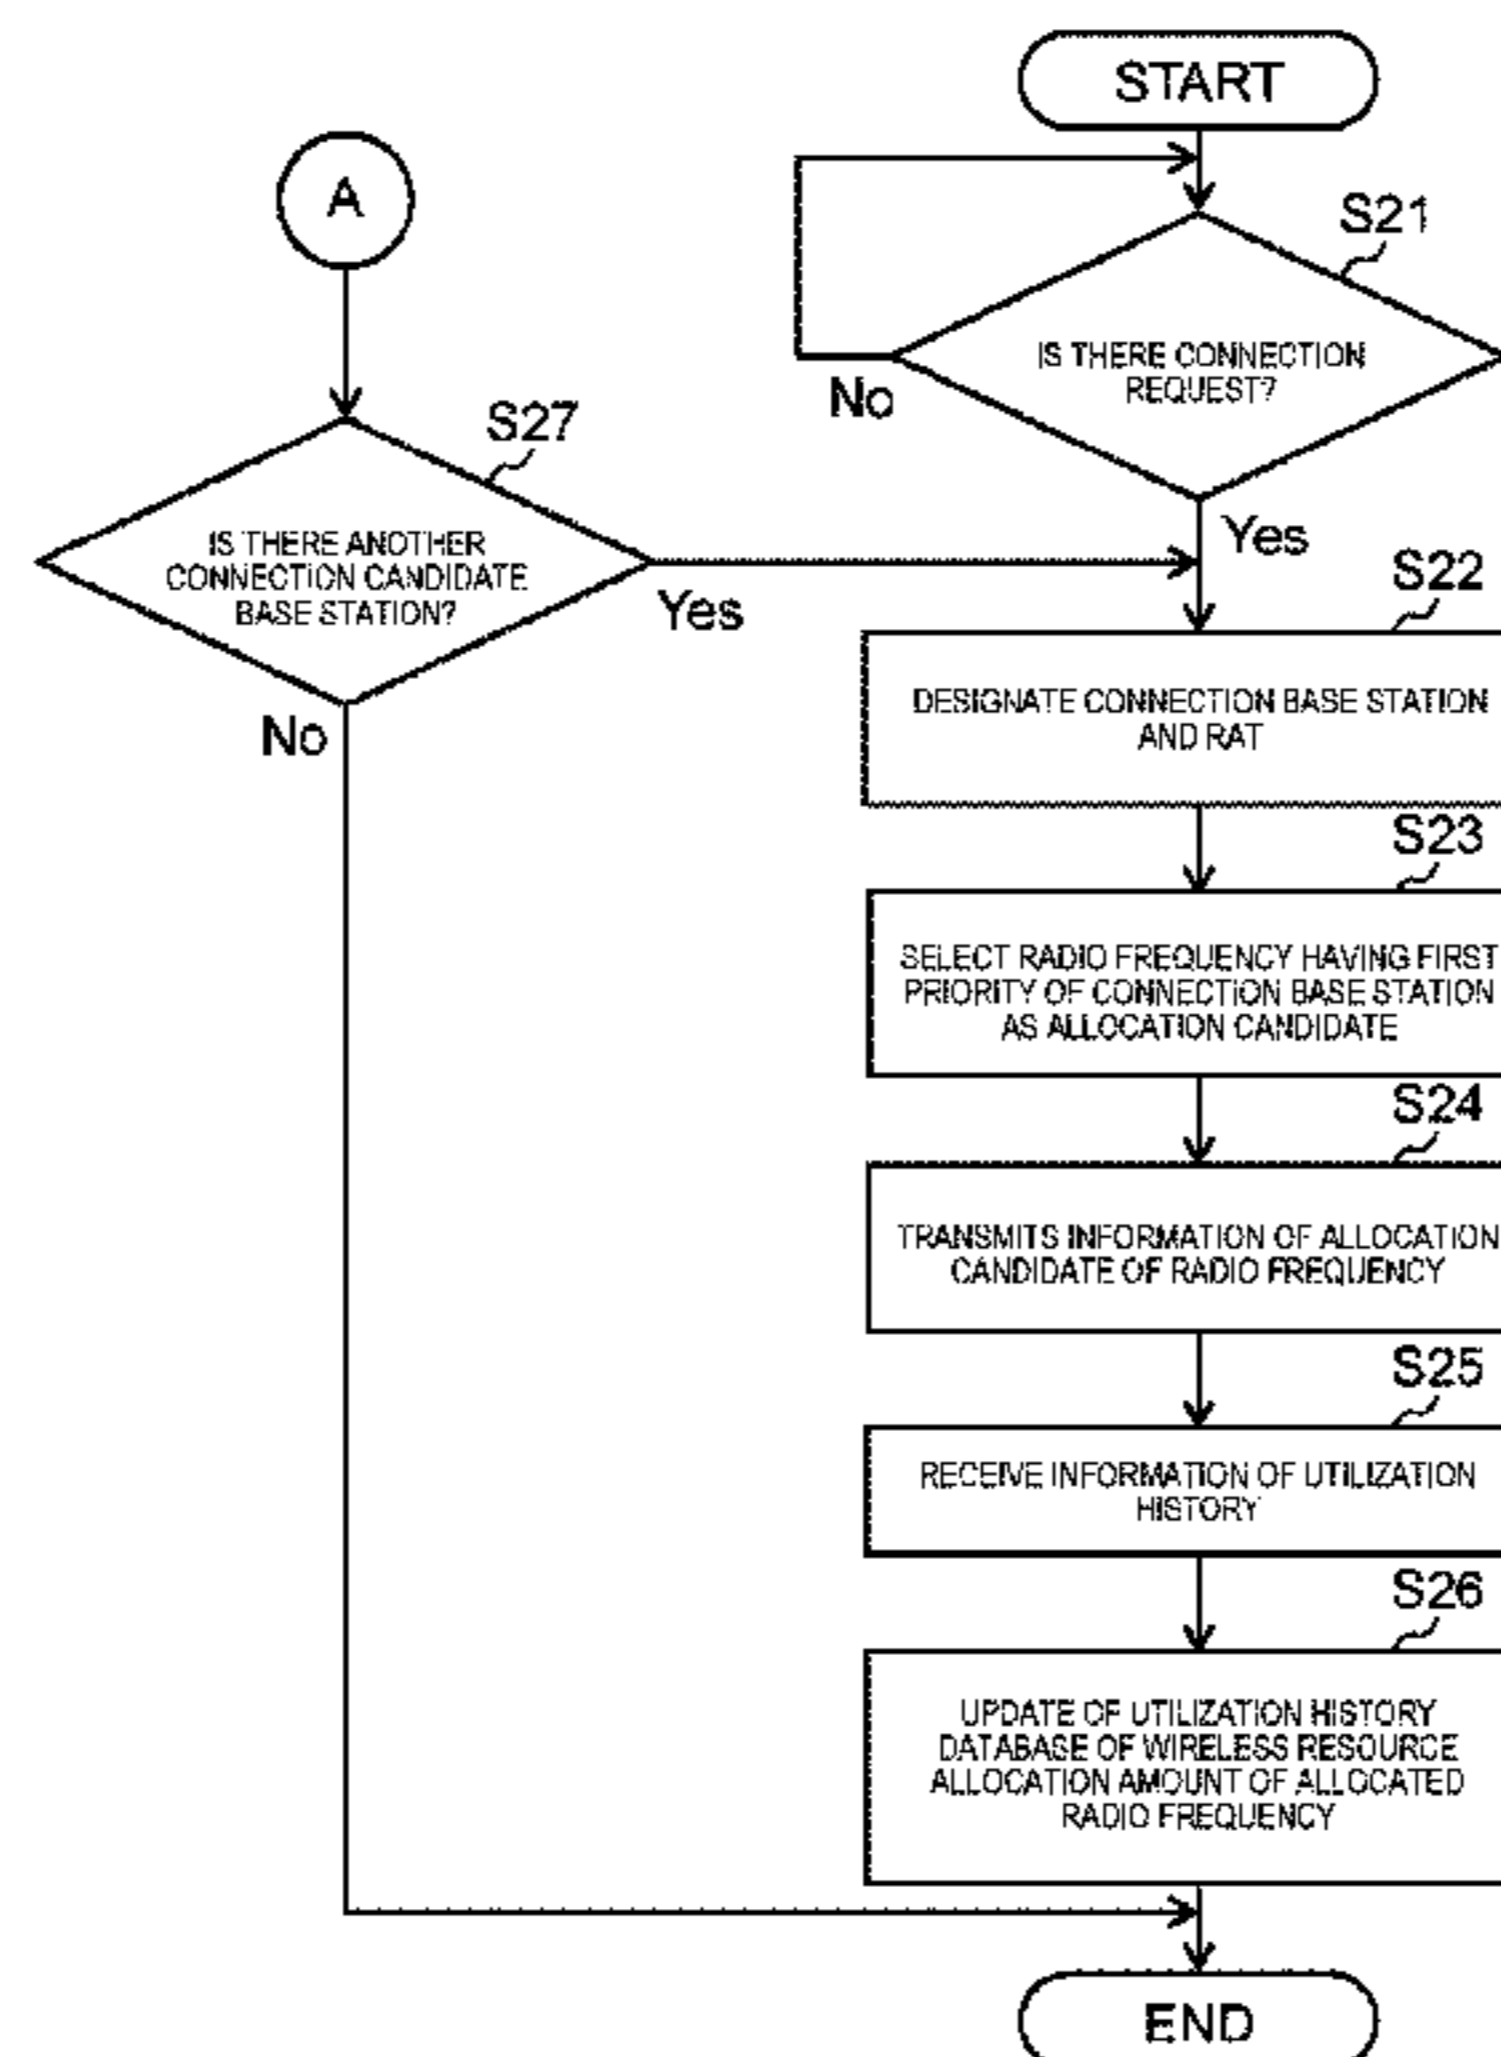 START
A
S21
IS THERE CONNECTION
REQUEST?
No
Yes
S27
IS THERE ANOTHER
CONNECTION CANDIDATE
BASE STATION?
Yes
No
S22
DESIGNATE CONNECTION BASE STATION
AND RAT
S23
SELECT RADIO FREQUENCY HAVING FIRST
PRIORITY OF CONNECTION BASE STATION
AS ALLOCATION CANDIDATE
S24
TRANSMITS INFORMATION OF ALLOCATION
CANDIDATE OF RADIO FREQUENCY
S25
RECEIVE INFORMATION OF UTILIZATION
HISTORY
S26
UPDATE OF UTILIZATION HISTORY
DATABASE OF WIRELESS RESOURCE
ALLOCATION AMOUNT OF ALLOCATED
RADIO FREQUENCY
END